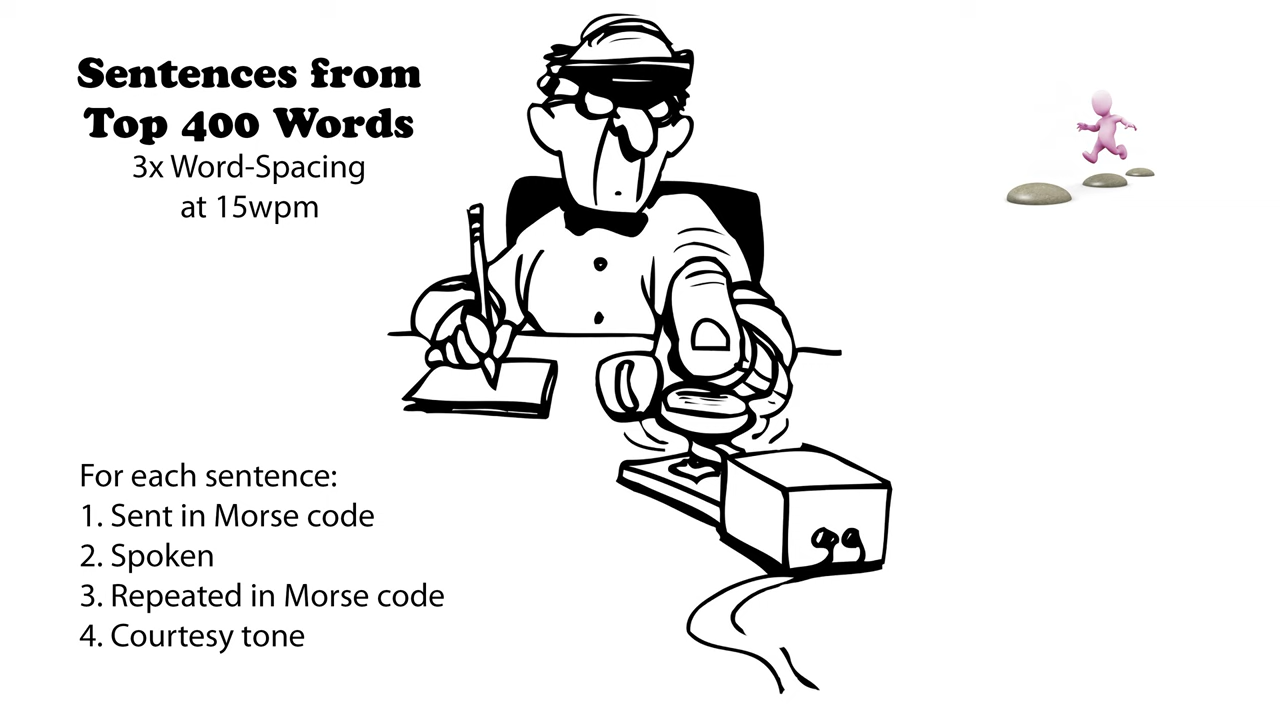 Sentences from
Top 400 Words
3x Word-Spacing
at 15wpm
For each sentence:
1. Sent in Morse code
2. Spoken
3. Repeated in Morse code
4. Courtesy tone